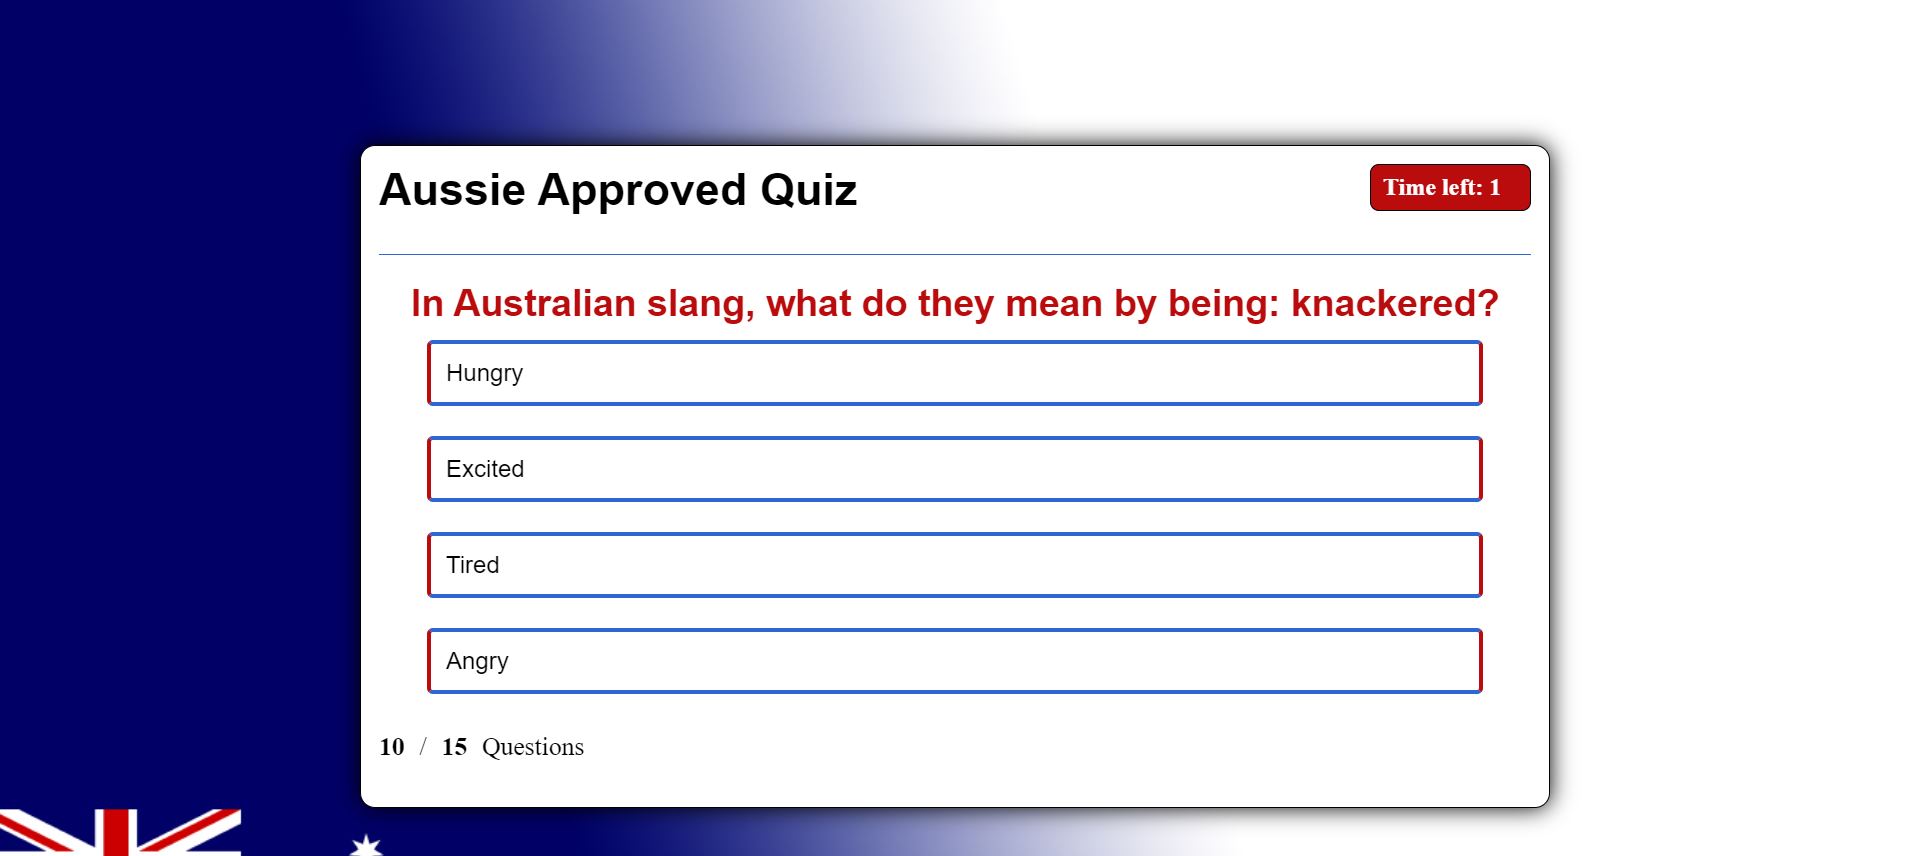 Aussie Approved Quiz
Time left: 1
In Australian slang, what do they mean by being: knackered?
Hungry
Excited
Tired
Angry
10 / 15 Questions